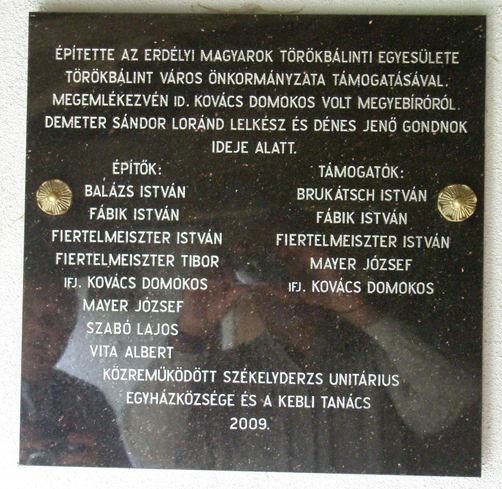 ÉPÍTETTE AZ ERDÉLYI MAGYAROK TÖRÖKBÁLINTI EGYESÜLETE
TÖRÖKBÁLINT VÁROS ÖNKORMÁNYZATA TÁMOGATÁSÁVAL.
MEGEMLÉKEZVÉN ID. KOVÁCS DOMOKOS VOLT MEGYEBÍRÓRÓL.
DEMETER SÁNDOR LORÁND LELKÉSZ ÉS DÉNES JENŐ GONDNOK
IDEJE ALATT.
ÉPÍTŐK:
BALÁZS ISTVÁN
FÁBIK ISTVÁN
FIERTELMEISZTER ISTVÁN
FIERTELMEISZTER TIBOR
IFJ. KOVÁCS DOMOKOS
MAYER JÓZSEF
SZABÓ LAJOS
VITA ALBERT
TÁMOGATÓK:
BRUKÁTSCH ISTVÁN
FÁBIK ISTVÁN
FIERTELMEISZTER ISTVÁN
MAYER JÓZSEF
IFJ. KOVÁCS DOMOKOS
KÖZREMŰKÖDÖTT SZÉKELYDERZS UNITÁRIUS
EGYHÁZKÖZSÉGE ÉS A KEBLI TANÁCS
2009.